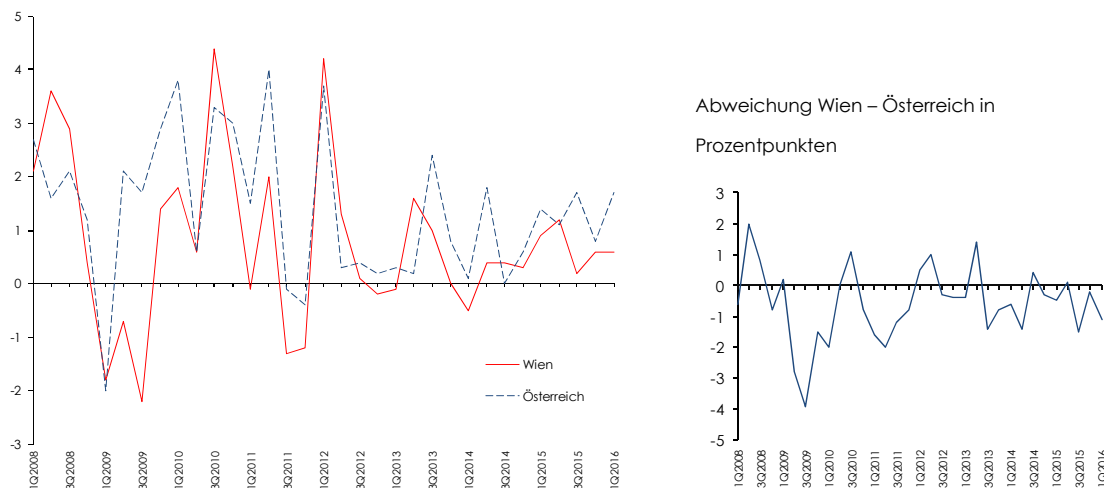 5
4
3
2
1
0
-1
-2
-3
Wien
Österreich
1Q2008
3Q2008
1Q2009
3Q2009
1Q2010
3Q2010
1Q2011
3Q2011
1Q2012
3Q2012
1Q2013
3Q2013
1Q2014
3Q2014
1Q2015
3Q2015
1Q2016
Abweichung Wien – Österreich in
Prozentpunkten
3
2
1
0
-1
-2
-3
-4
-5
1Q2008
3Q2008
1Q2009
3Q2009
1Q2010
3Q2010
1Q2011
3Q2011
1Q2012
3Q2012
1Q2013
3Q2013
1Q2014
3Q2014
1Q2015
3Q2015
1Q2016